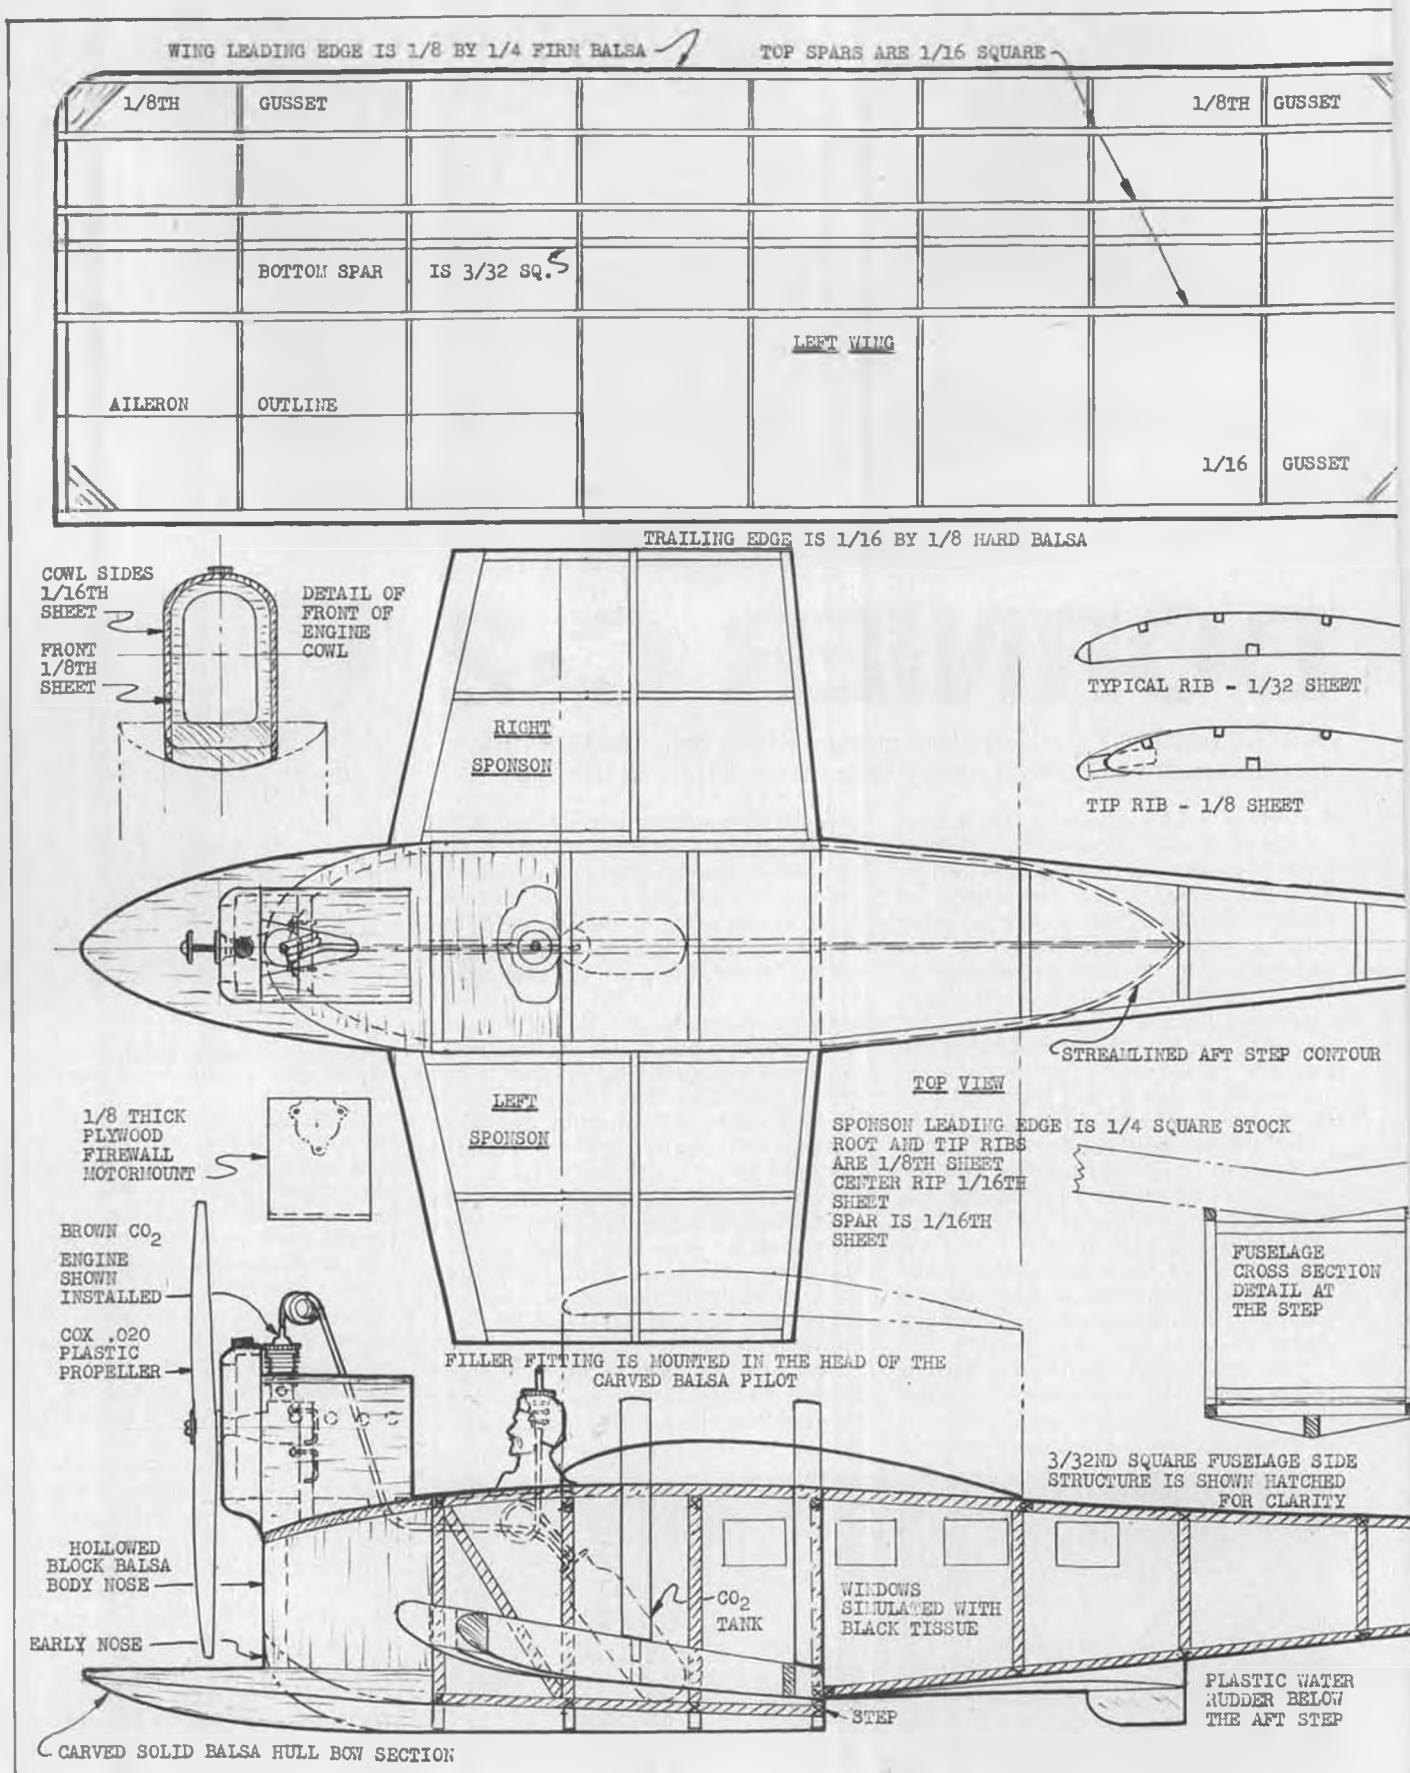 WING LEADING EDGE IS 1/8 BY 1/4 FIRM BALSA
TOP SPARS ARE 1/16 SQUARE
1/8TH GUSSET
1/8TH GUSSET
BOTTOM SPAR IS 3/32 SQ.
LEFT WING
AILERON OUTLINE
1/16 GUSSET
TRAILING EDGE IS 1/16 BY 1/8 HARD BALSA
COWL SIDES
1/16TH
SHEET
FRONT
1/8TH
SHEET
DETAIL OF
FRONT OF
ENGINE
COWL
TYPICAL RIB - 1/32 SHEET
TIP RIB - 1/8 SHEET
RIGHT
SPONSON
STREAMLINED AFT STEP CONTOUR
TOP VIEW
LEFT
SPONSON
1/8 THICK
PLYWOOD
FIREWALL
MOTORMOUNT
SPONSON LEADING EDGE IS 1/4 SQUARE STOCK
ROOT AND TIP RIBS
ARE 1/8TH SHEET
CENTER RIP 1/16TH
SHEET
SPAR IS 1/16TH
SHEET
FUSELAGE
CROSS SECTION
DETAIL AT
THE STEP
BROWN CO2
ENGINE
SHOWN
INSTALLED
COX .020
PLASTIC
PROPELLER
FILLER FITTING IS MOUNTED IN THE HEAD OF THE
CARVED BALSA PILOT
3/32ND SQUARE FUSELAGE SIDE
STRUCTURE IS SHOWN HATCHED
FOR CLARITY
HOLLOWED
BLOCK BALSA
BODY NOSE
EARLY NOSE
CO2
TANK
WINDOWS
SIMULATED WITH
BLACK TISSUE
STEP
PLASTIC WATER
RUDDER BELOW
THE AFT STEP
CARVED SOLID BALSA HULL BOW SECTION